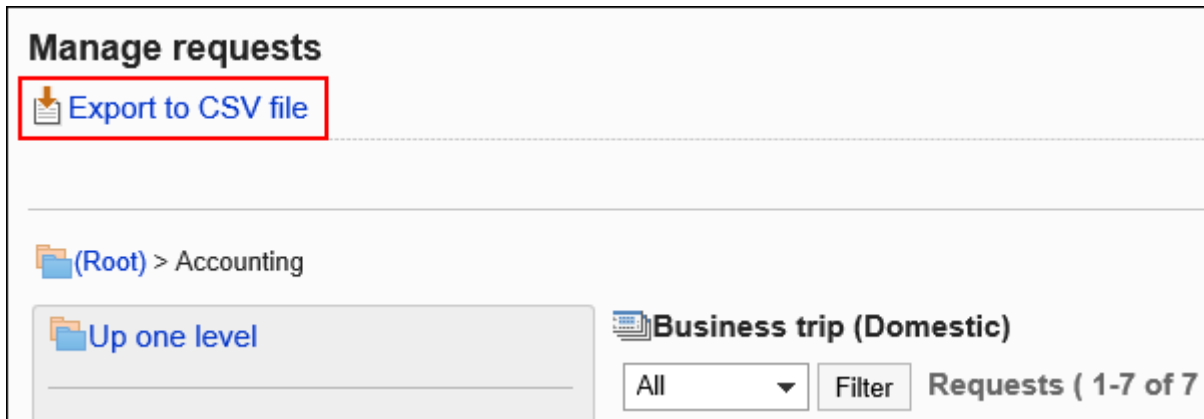 Manage requests
Export to CSV file
(Root) > Accounting
Up one level
Business trip (Domestic)
All Filter Requests ( 1-7 of 7